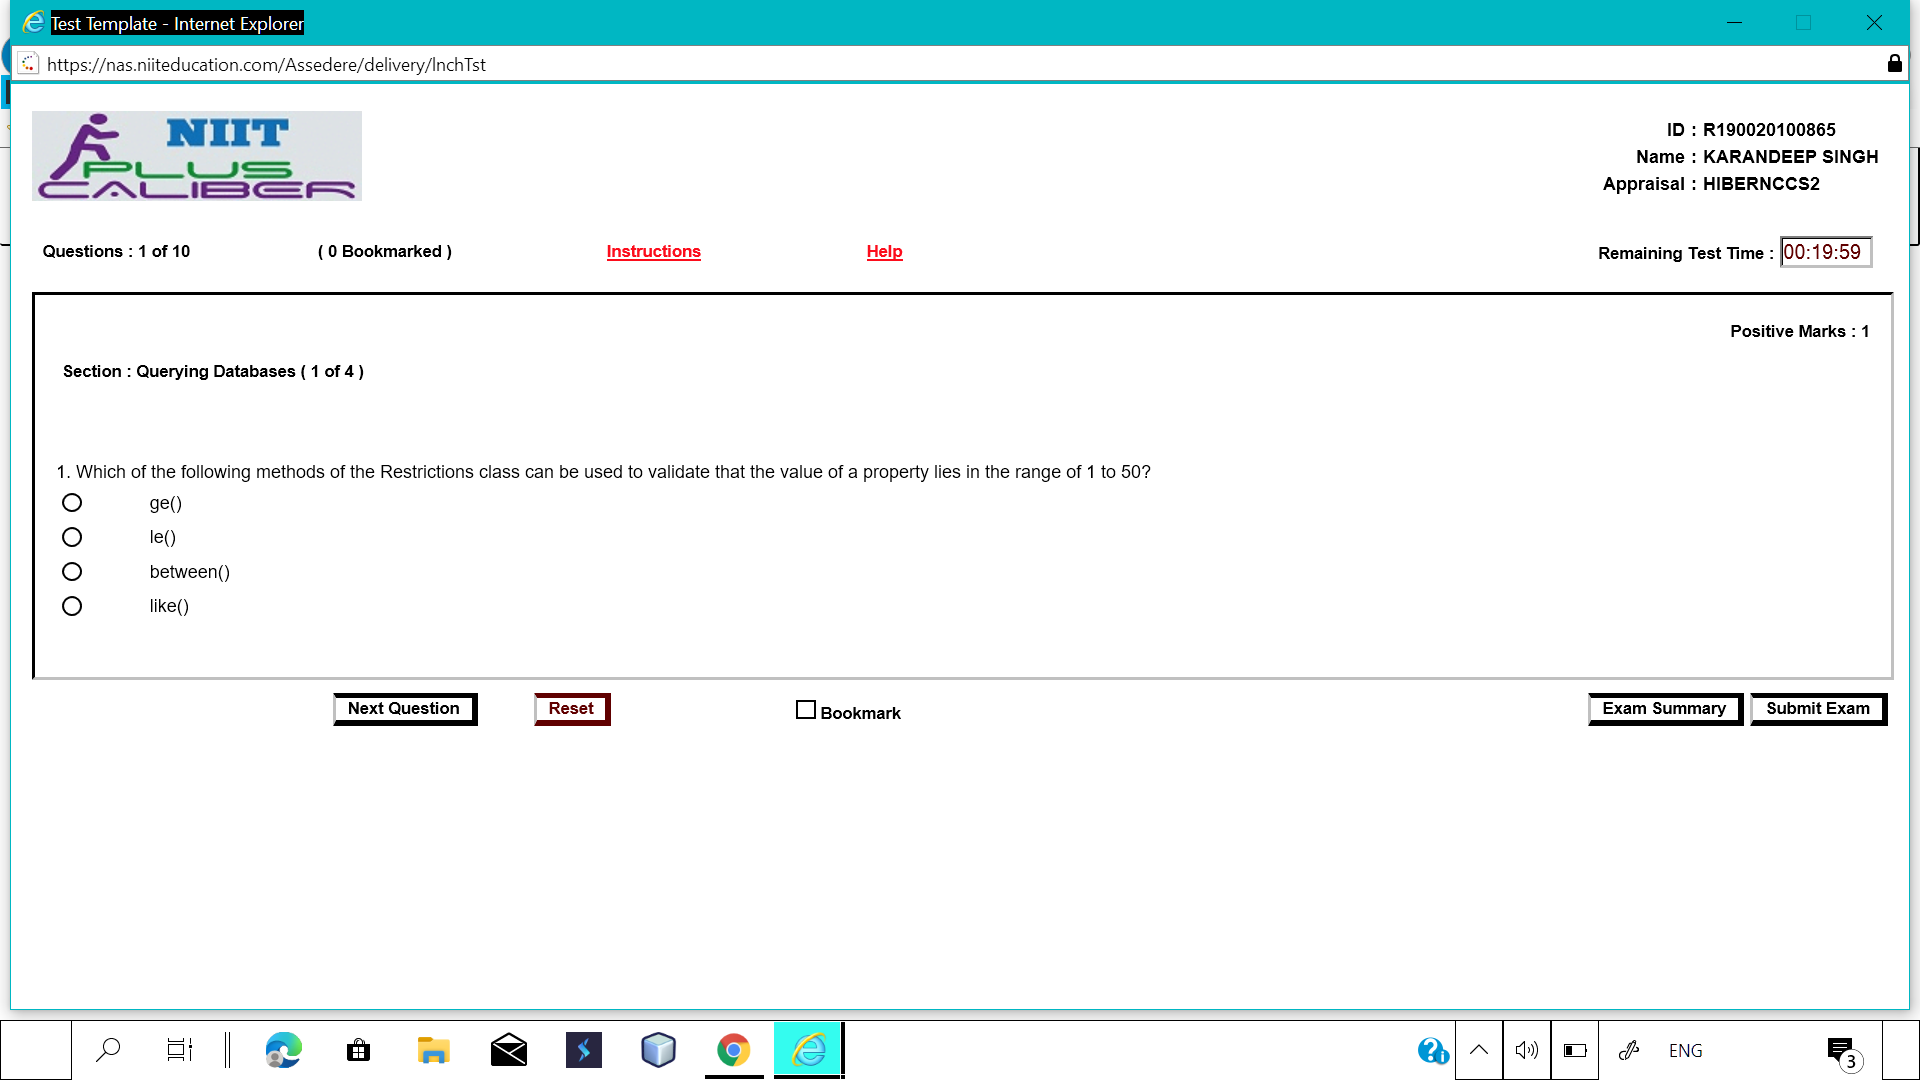 Test Template - Internet Explorer
https://nas.niiteducation.com/Assedere/delivery/lnchTst
NIIT
PLUS
CALIBER
ID : R190020100865
Name : KARANDEEP SINGH
Appraisal : HIBERNCCS2
Questions : 1 of 10 ( 0 Bookmarked ) Instructions Help Remaining Test Time : 00:19:59
Positive Marks : 1
Section : Querying Databases ( 1 of 4 )
1. Which of the following methods of the Restrictions class can be used to validate that the value of a property lies in the range of 1 to 50?
ge()
le()
between()
like()
Next Question Reset Bookmark Exam Summary Submit Exam
ENG
3